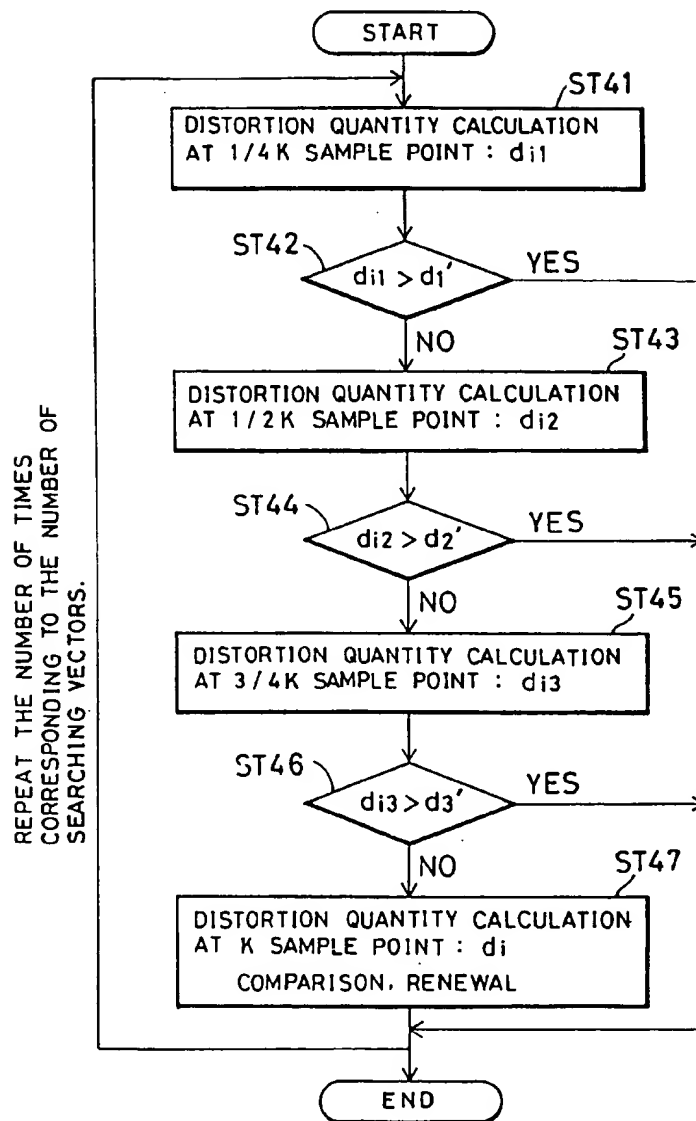 START
ST41
DISTORTION QUANTITY CALCULATION
AT 1/4K SAMPLE POINT : di1
ST42
di1 > d1'
YES
NO
ST43
DISTORTION QUANTITY CALCULATION
AT 1/2K SAMPLE POINT : di2
ST44
di2 > d2'
YES
NO
ST45
DISTORTION QUANTITY CALCULATION
AT 3/4K SAMPLE POINT : di3
ST46
di3 > d3'
YES
NO
ST47
DISTORTION QUANTITY CALCULATION
AT K SAMPLE POINT : di
COMPARISON, RENEWAL
END
REPEAT THE NUMBER OF TIMES
CORRESPONDING TO THE NUMBER OF
SEARCHING VECTORS.